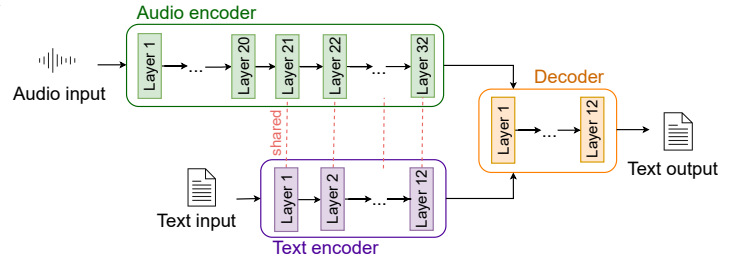 Audio encoder
Layer 1
...
Layer 20
Layer 21
Layer 22
...
Layer 32
Audio input
Decoder
Layer 1
...
Layer 12
Text output
shared
Layer 1
Layer 2
...
Layer 12
Text input
Text encoder